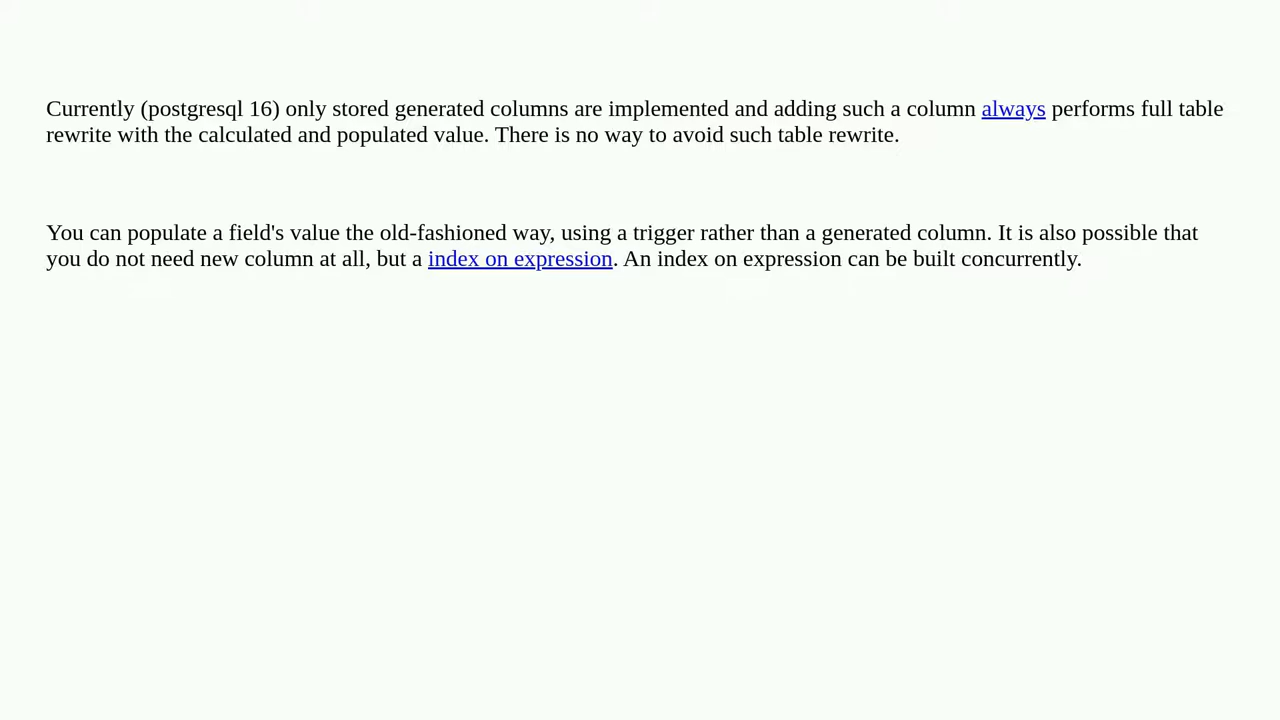 Currently (postgresql 16) only stored generated columns are implemented and adding such a column always performs full table
rewrite with the calculated and populated value. There is no way to avoid such table rewrite.
You can populate a field's value the old-fashioned way, using a trigger rather than a generated column. It is also possible that
you do not need new column at all, but a index on expression. An index on expression can be built concurrently.